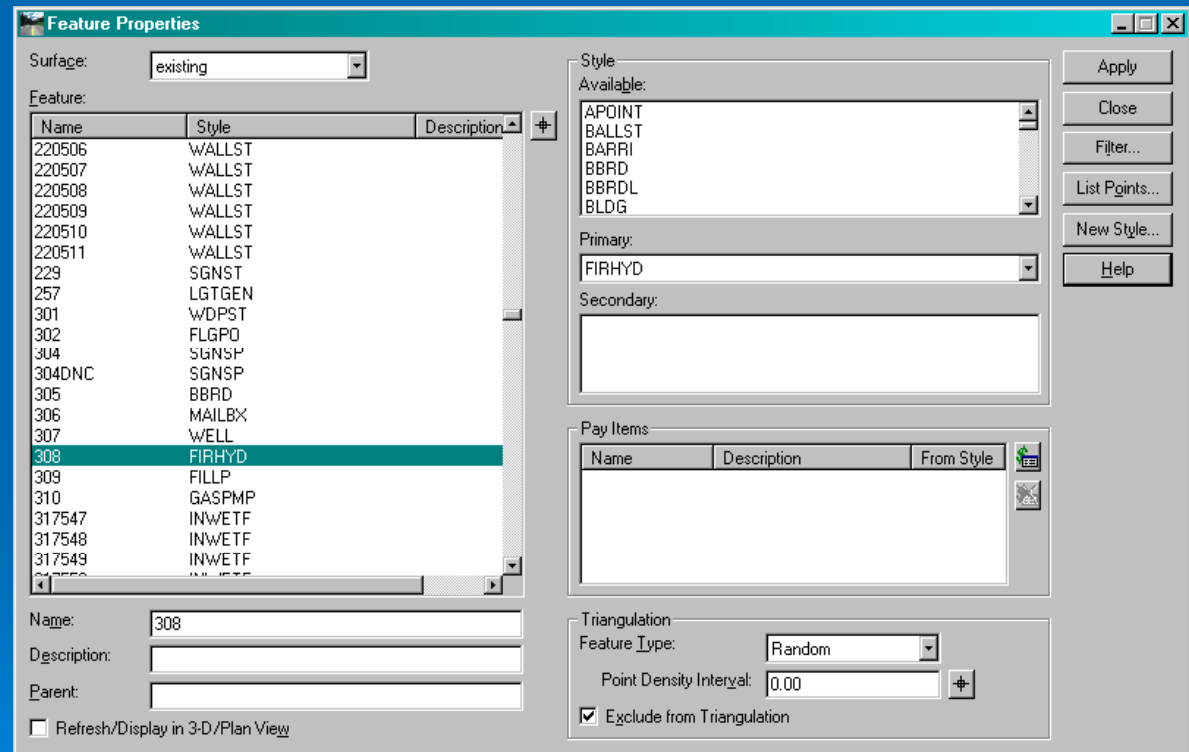 Feature Properties
Surface:
existing
Feature:
Name Style Description
220506 WALLST
220507 WALLST
220508 WALLST
220509 WALLST
220510 WALLST
220511 WALLST
229 SGNST
257 LGTGEN
301 WDPST
302 FLGPO
304 SGNSP
304DNC SGNSP
305 BBRD
306 MAILBX
307 WELL
308 FIRHYD
309 FILLP
310 GASPMP
317547 INWETF
317548 INWETF
317549 INWETF
Name:
308
Description:
Parent:
Refresh/Display in 3-D/Plan View
Style
Available:
APOINT
BALLST
BARRI
BBRD
BBRDL
BLDG
Primary:
FIRHYD
Secondary:
Pay Items
Name Description From Style
Triangulation
Feature Type:
Random
Point Density Interval:
0.00
Exclude from Triangulation
Apply
Close
Filter...
List Points...
New Style...
Help